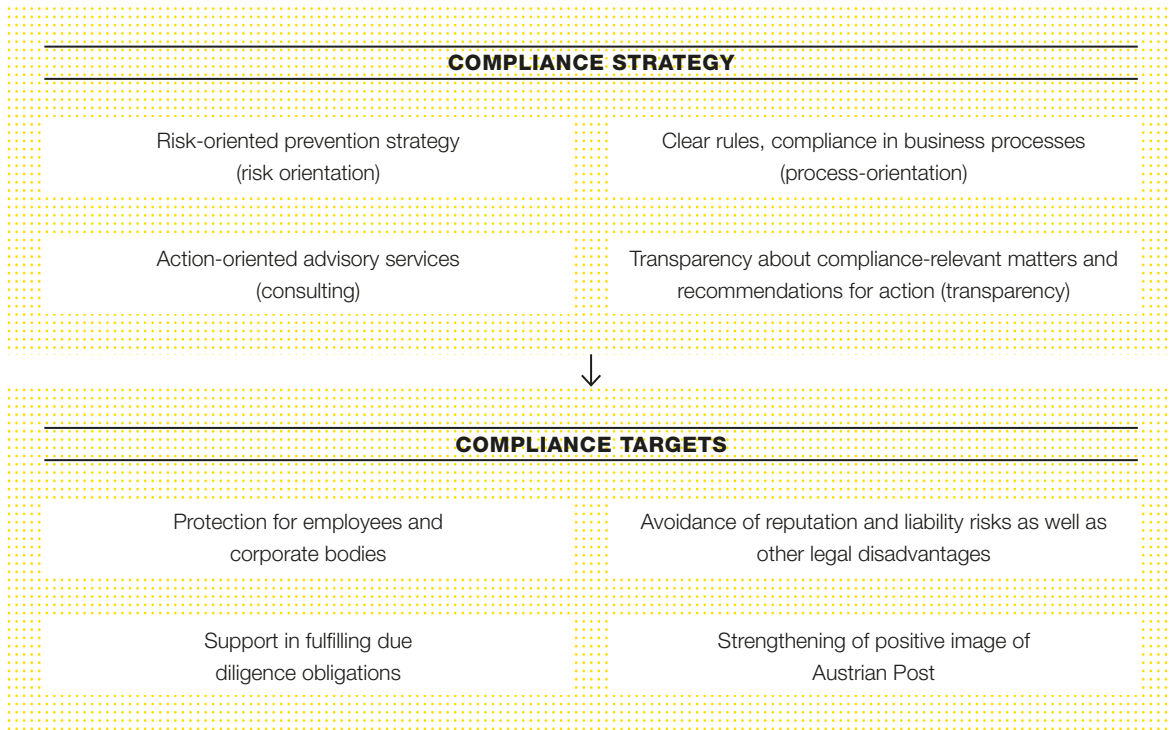 COMPLIANCE STRATEGY
Risk-oriented prevention strategy
(risk orientation)
Clear rules, compliance in business processes
(process-orientation)
Action-oriented advisory services
(consulting)
Transparency about compliance-relevant matters and
recommendations for action (transparency)
COMPLIANCE TARGETS
Protection for employees and
corporate bodies
Avoidance of reputation and liability risks as well as
other legal disadvantages
Support in fulfilling due
diligence obligations
Strengthening of positive image of
Austrian Post